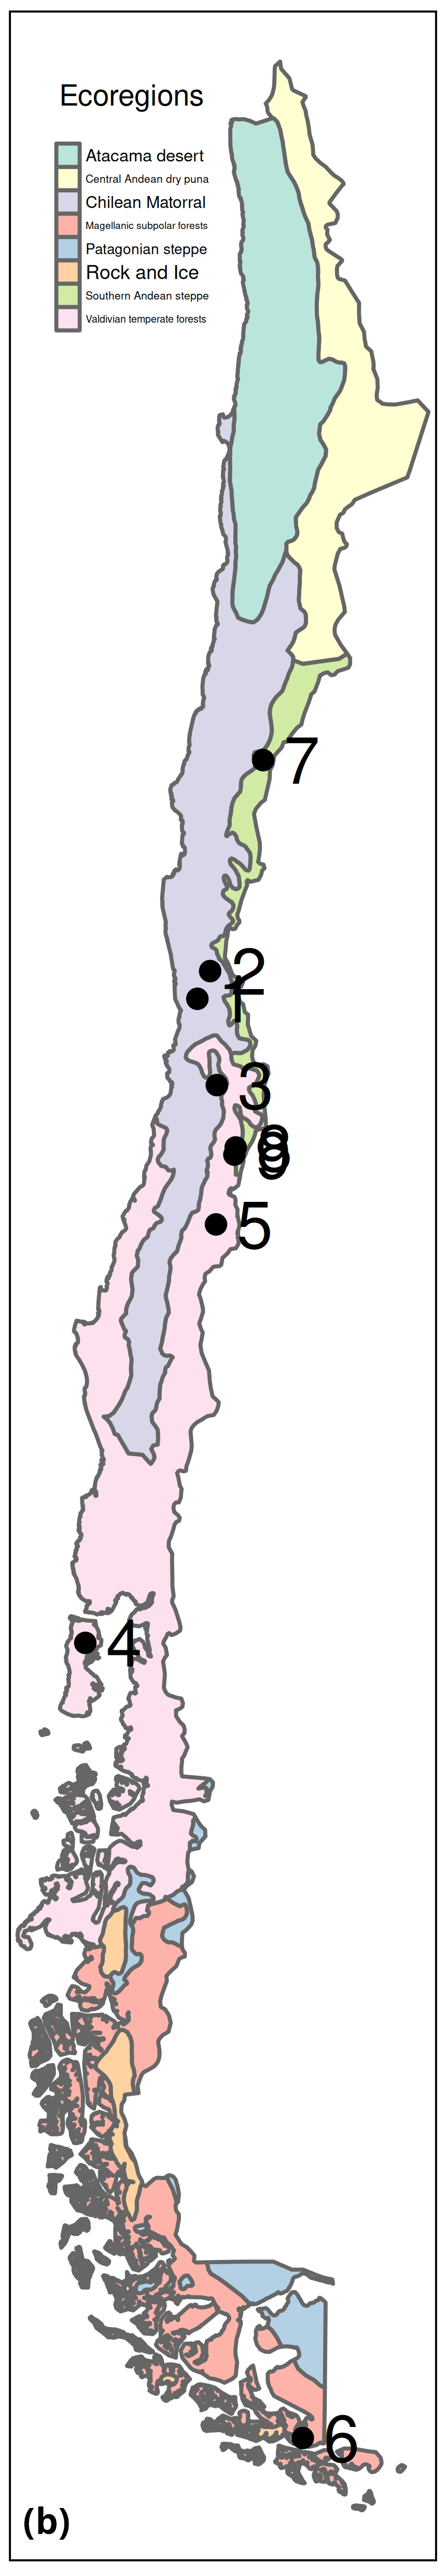 Ecoregions
Atacama desert
Central Andean dry puna
Chilean Matorral
Magellanic subpolar forests
Patagonian steppe
Rock and Ice
Southern Andean steppe
Valdivian temperate forests
7
2
1
3
8
9
5
4
6
(b)